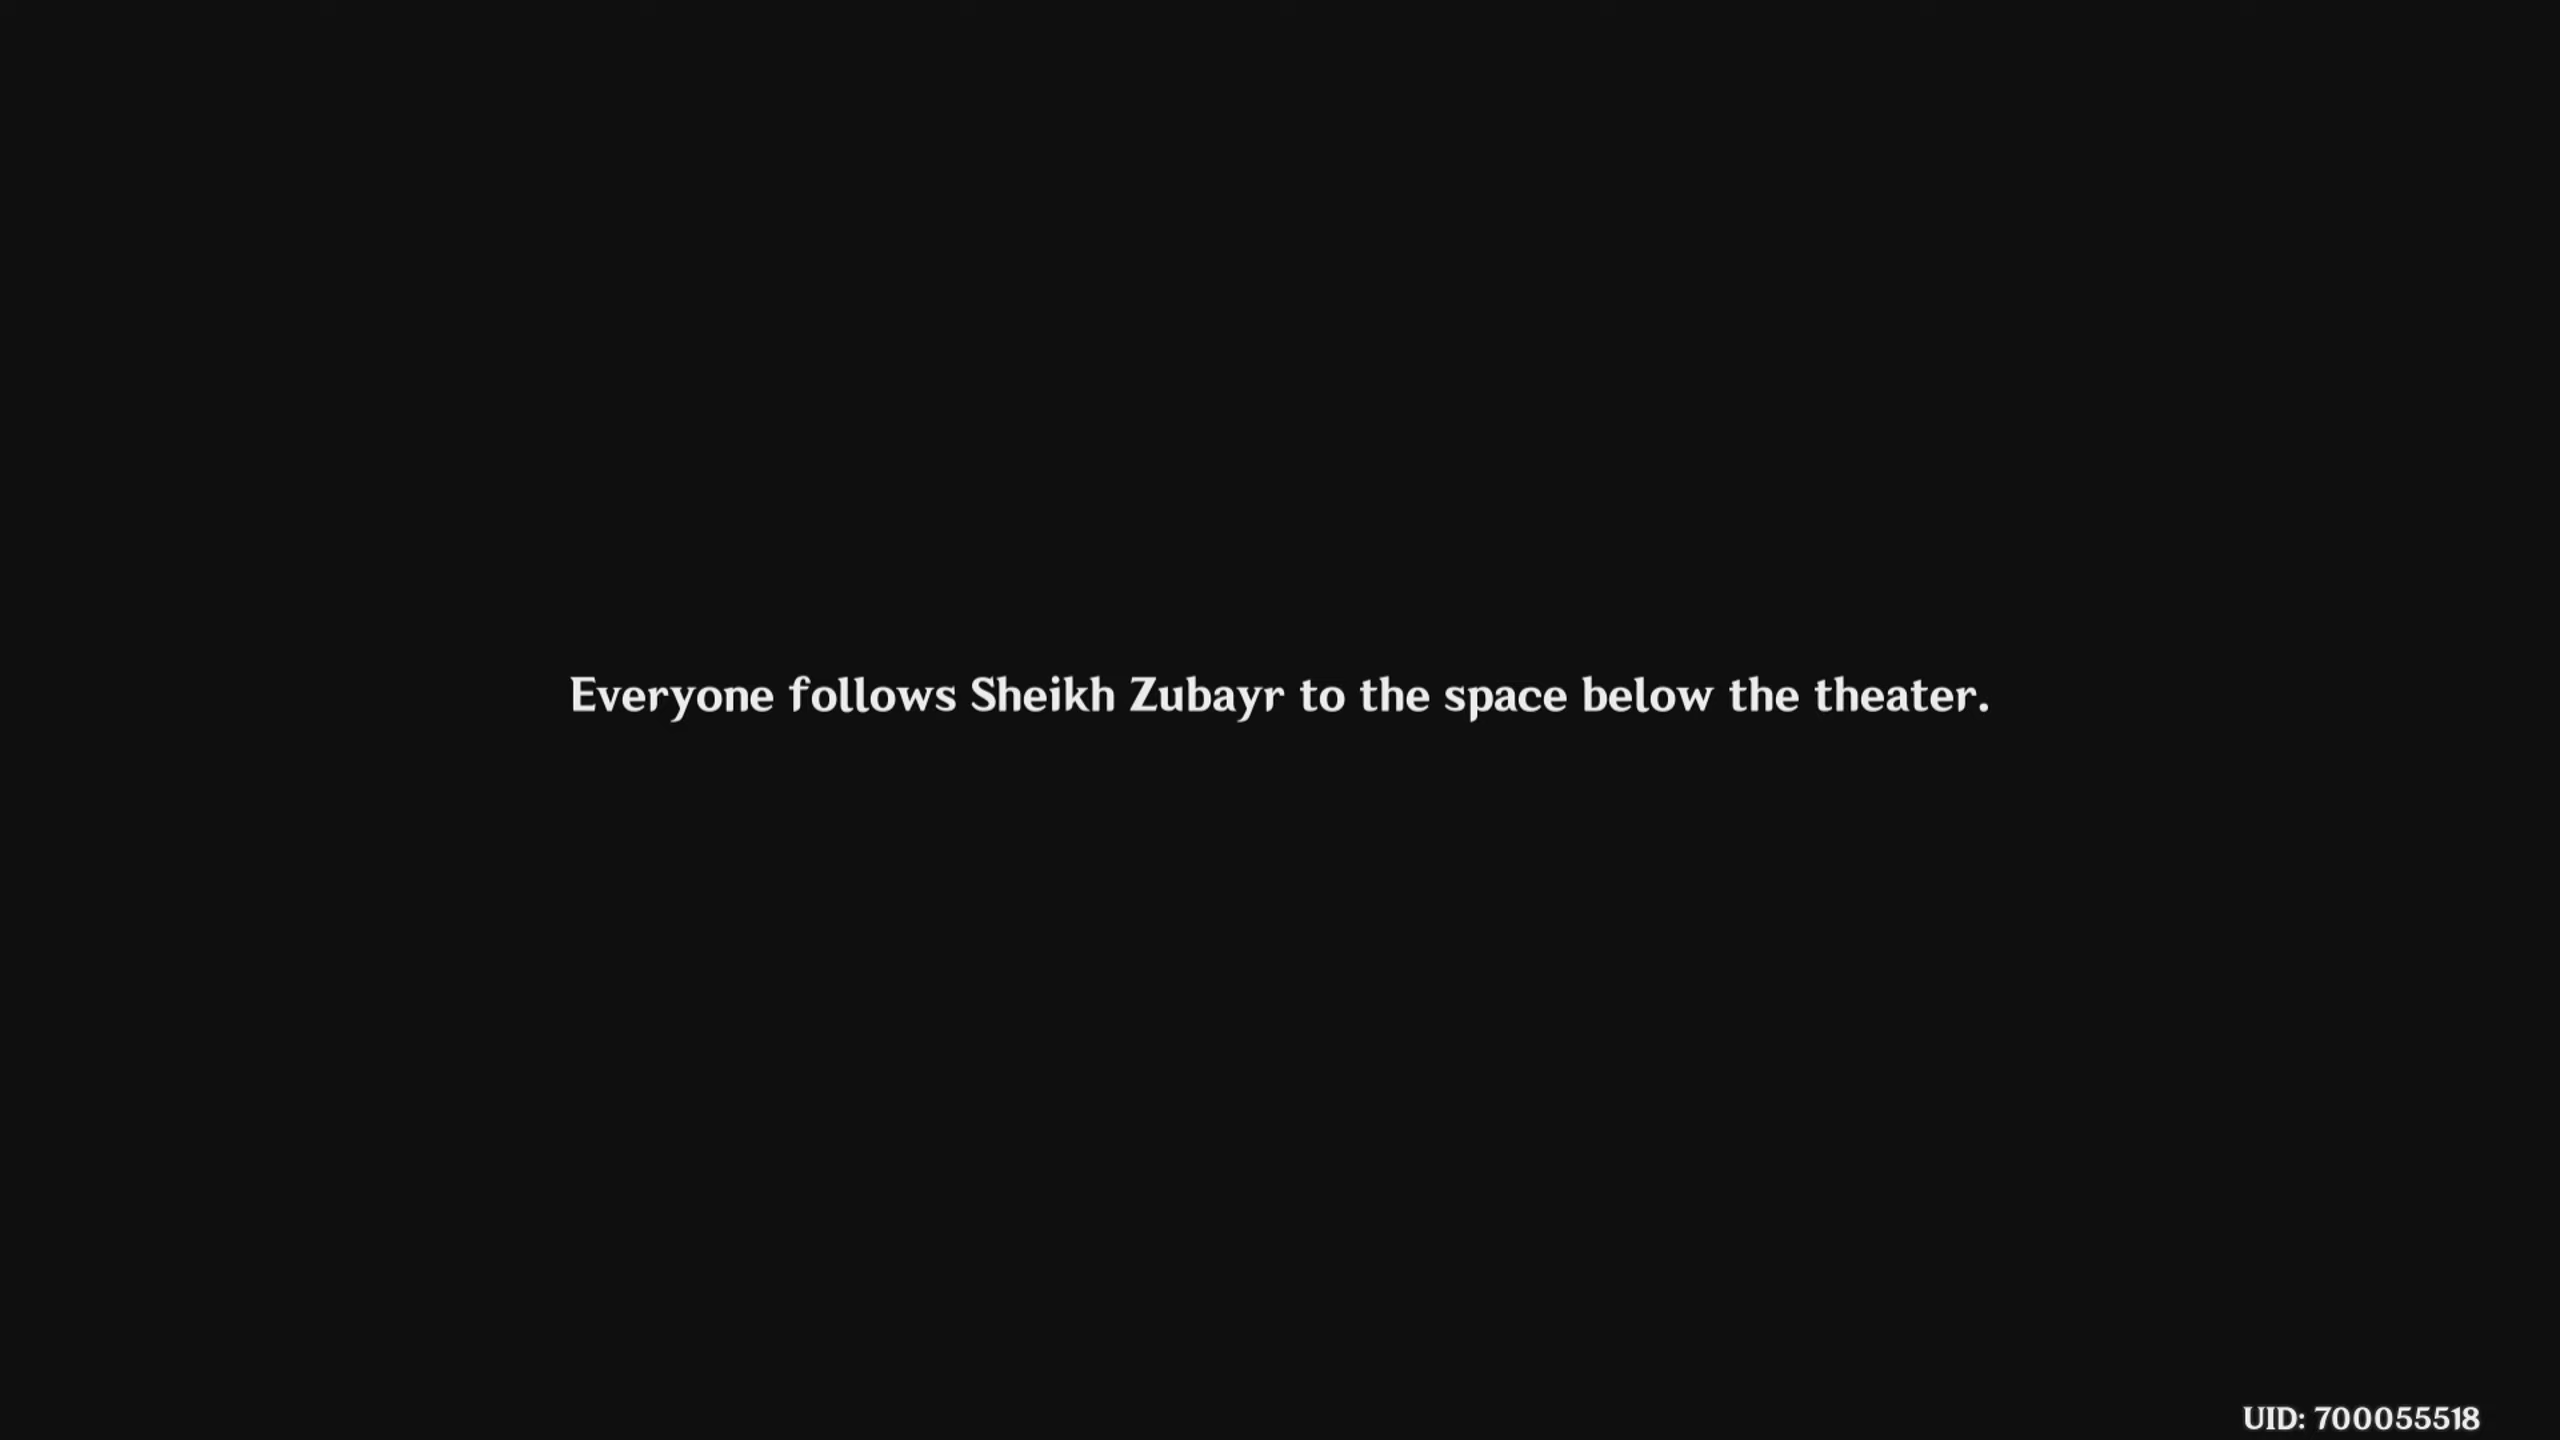 Everyone follows Sheikh Zubayr to the space below the theater.
UID: 700055518